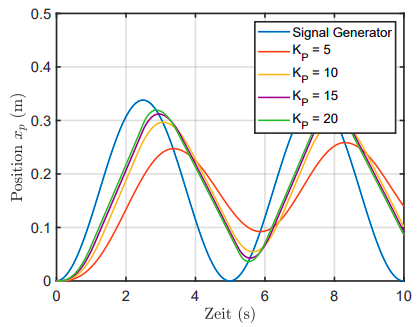 0.5
Signal Generator
K_P = 5
K_P = 10
K_P = 15
K_P = 20
0.4
0.3
0.2
0.1
0
Position x_p (m)
0 2 4 6 8 10
Zeit (s)